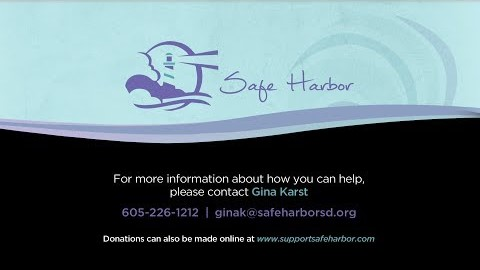 Safe Harbor
For more information about how you can help,
please contact Gina Karst
605-226-1212 | ginak@safeharborsd.org
Donations can also be made online at www.supportsafeharbor.com